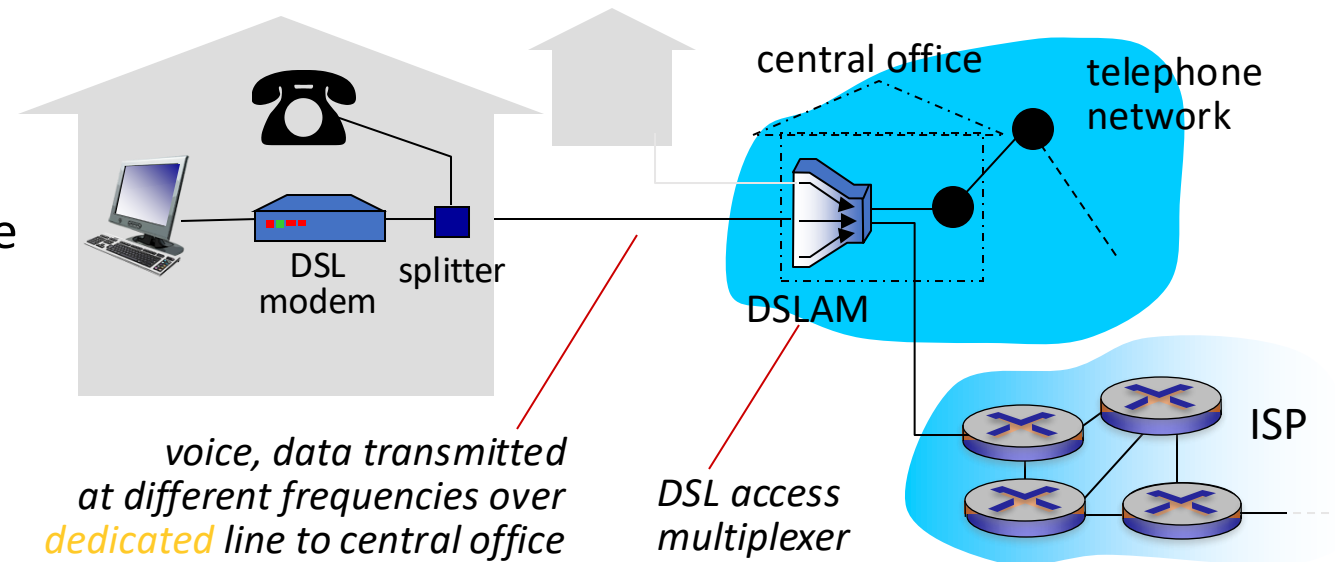 central office
telephone
network
e
DSL
modem
splitter
DSLAM
ISP
voice, data transmitted
at different frequencies over
dedicated line to central office
DSL access
multiplexer